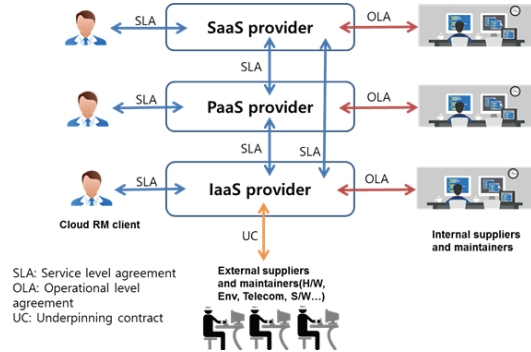 SLA
SaaS provider
OLA
SLA
SLA
PaaS provider
OLA
SLA
SLA
SLA
IaaS provider
OLA
Cloud RM client
UC
Internal suppliers
and maintainers
External suppliers
and maintainers(H/W,
Env, Telecom, S/W...)
SLA: Service level agreement
OLA: Operational level
agreement
UC: Underpinning contract